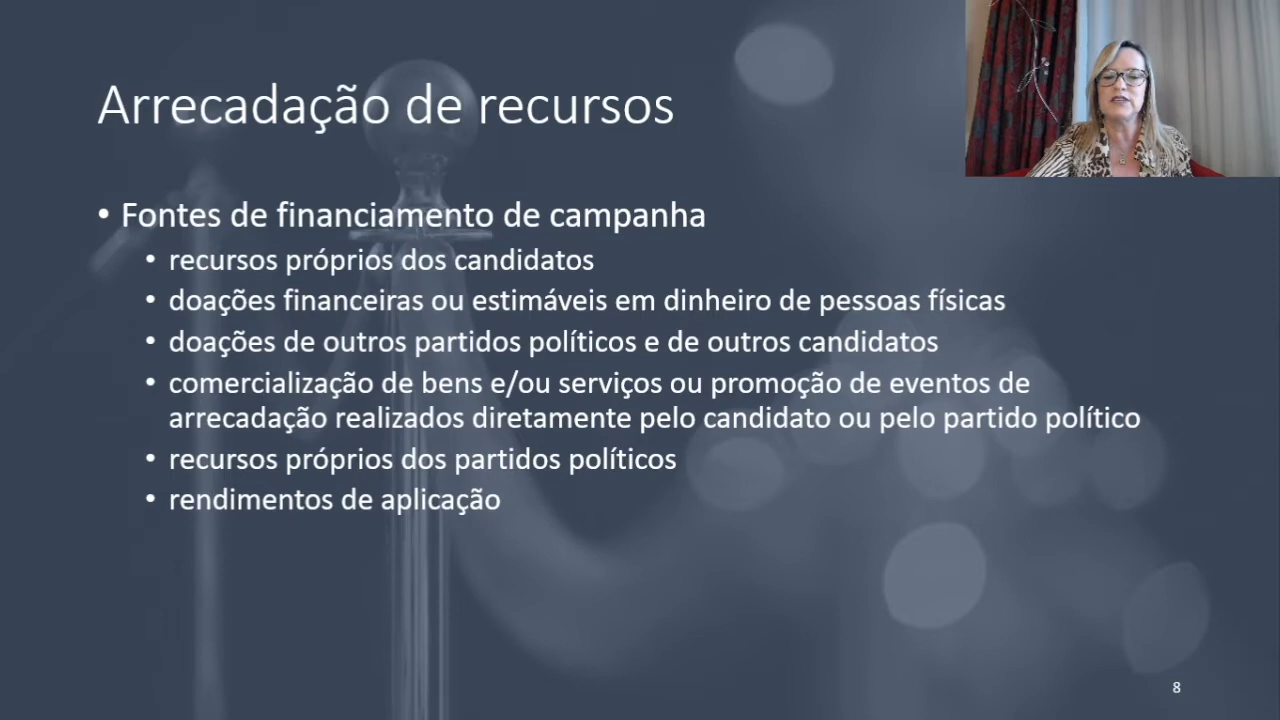 Arrecadação de recursos
• Fontes de financiamento de campanha
• recursos próprios dos candidatos
• doações financeiras ou estimáveis em dinheiro de pessoas físicas
• doações de outros partidos políticos e de outros candidatos
• comercialização de bens e/ou serviços ou promoção de eventos de
arrecadação realizados diretamente pelo candidato ou pelo partido político
• recursos próprios dos partidos políticos
• rendimentos de aplicação
8